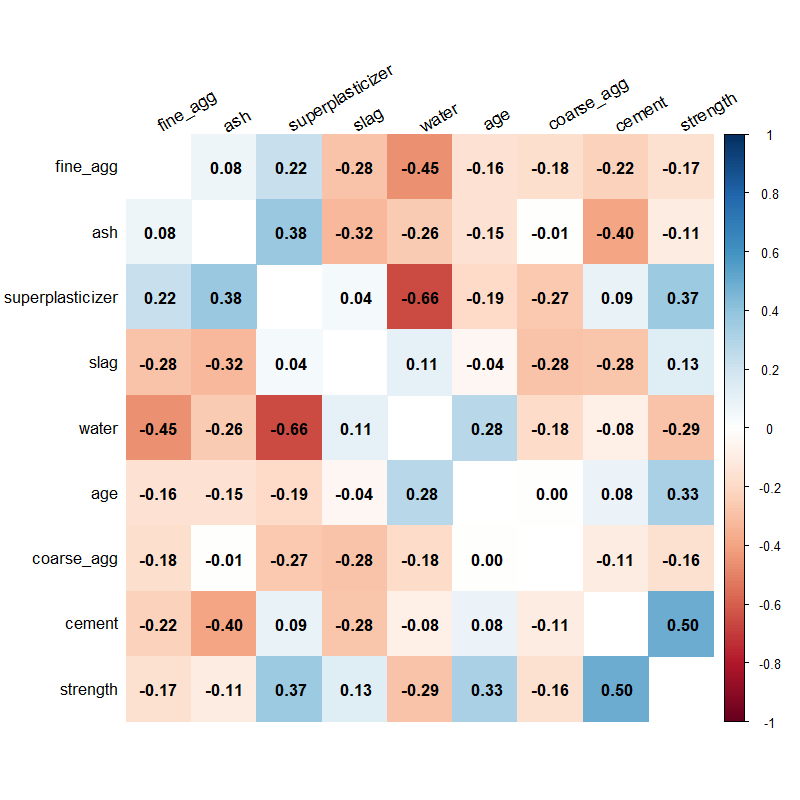 fine_agg ash superplasticizer slag water age coarse_agg cement strength
fine_agg 0.08 0.22 -0.28 -0.45 -0.16 -0.18 -0.22 -0.17
ash 0.08 0.38 -0.32 -0.26 -0.15 -0.01 -0.40 -0.11
superplasticizer 0.22 0.38 0.04 -0.66 -0.19 -0.27 0.09 0.37
slag -0.28 -0.32 0.04 0.11 -0.04 -0.28 -0.28 0.13
water -0.45 -0.26 -0.66 0.11 0.28 -0.18 -0.08 -0.29
age -0.16 -0.15 -0.19 -0.04 0.28 0.00 0.08 0.33
coarse_agg -0.18 -0.01 -0.27 -0.28 -0.18 0.00 -0.11 -0.16
cement -0.22 -0.40 0.09 -0.28 -0.08 0.08 -0.11 0.50
strength -0.17 -0.11 0.37 0.13 -0.29 0.33 -0.16 0.50
1
0.8
0.6
0.4
0.2
0
-0.2
-0.4
-0.6
-0.8
-1